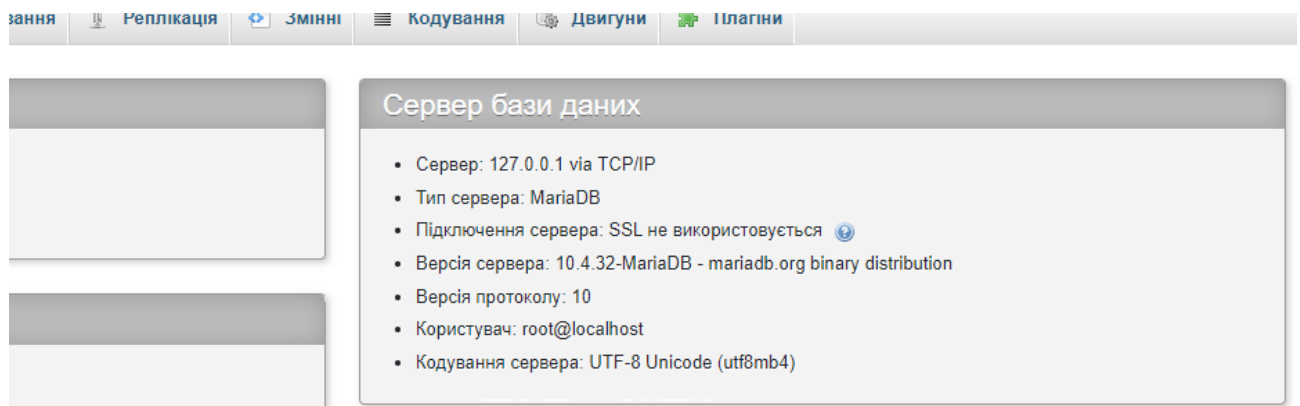 вання Реплікація Змінні Кодування Двигуни Плагіни
Сервер бази даних
Сервер: 127.0.0.1 via TCP/IP
Тип сервера: MariaDB
Підключення сервера: SSL не використовується
Версія сервера: 10.4.32-MariaDB - mariadb.org binary distribution
Версія протоколу: 10
Користувач: root@localhost
Кодування сервера: UTF-8 Unicode (utf8mb4)